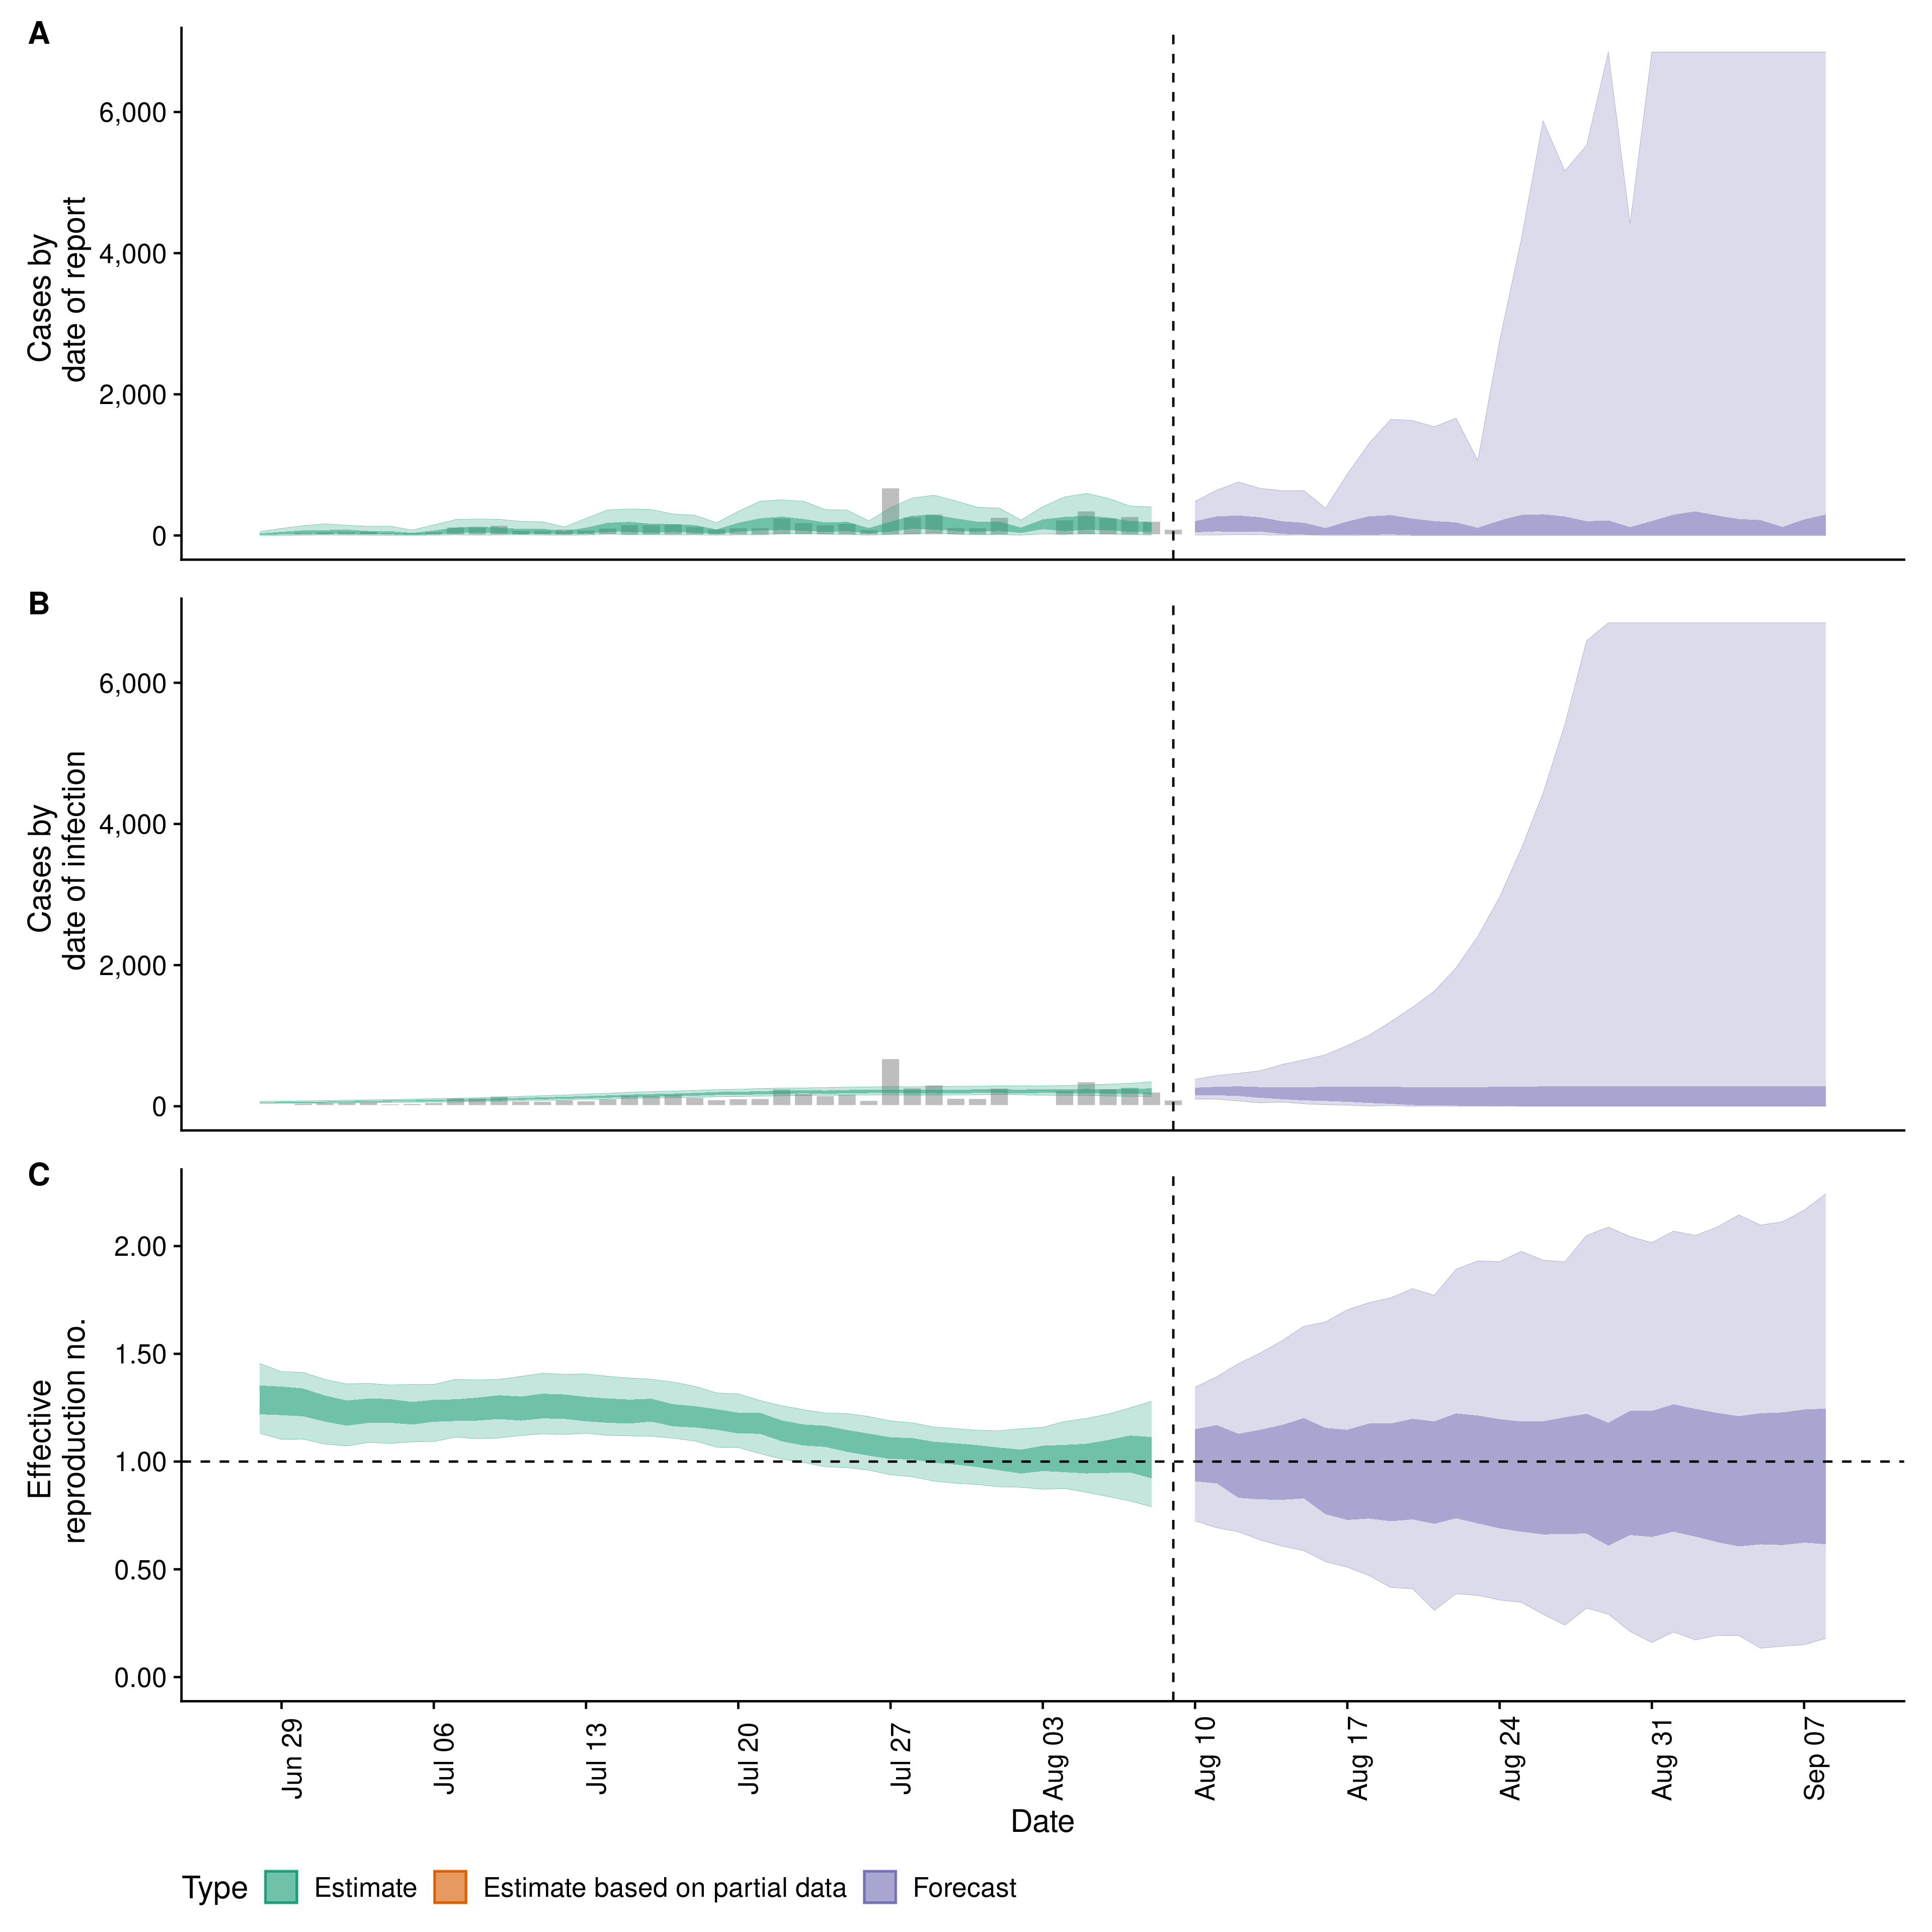 A
6,000
4,000
2,000
0
Cases by
date of report
B
6,000
4,000
2,000
0
Cases by
date of infection
C
2.00
1.50
1.00
0.50
0.00
Effective
reproduction no.
Jun 29
Jul 06
Jul 13
Jul 20
Jul 27
Aug 03
Aug 10
Aug 17
Aug 24
Aug 31
Sep 07
Date
Type Estimate Estimate based on partial data Forecast